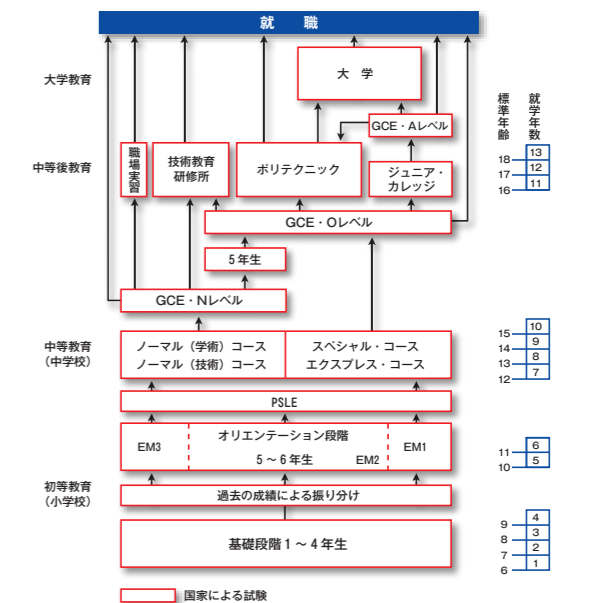 就　職
大学教育
大　学
標準年齢
就学年数
GCE・Aレベル
中等後教育
職場実習
技術教育
研修所
ポリテクニック
ジュニア・
カレッジ
13
18
12
17
11
16
GCE・Oレベル
5年生
GCE・Nレベル
中等教育
（中学校）
ノーマル（学術）コース
ノーマル（技術）コース
スペシャル・コース
エクスプレス・コース
10
15
9
14
8
13
7
12
PSLE
EM3
オリエンテーション段階
5～6年生
EM2
EM1
6
11
5
10
初等教育
（小学校）
過去の成績による振り分け
基礎段階1～4年生
4
9
3
8
2
7
1
6
国家による試験